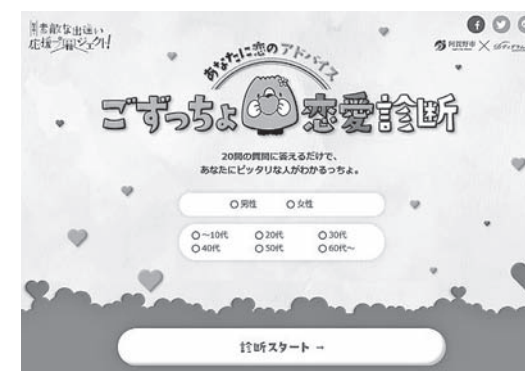 素敵な出逢い
応援プロジェクト!
阿賀野市 ×
あなたに恋のアドバイス
ごずっちょ 恋愛診断
20問の質問に答えるだけで、
あなたにピッタリな人がわかるっちょ。
男性 女性
〜10代 20代 30代
40代 50代 60代〜
診断スタート →